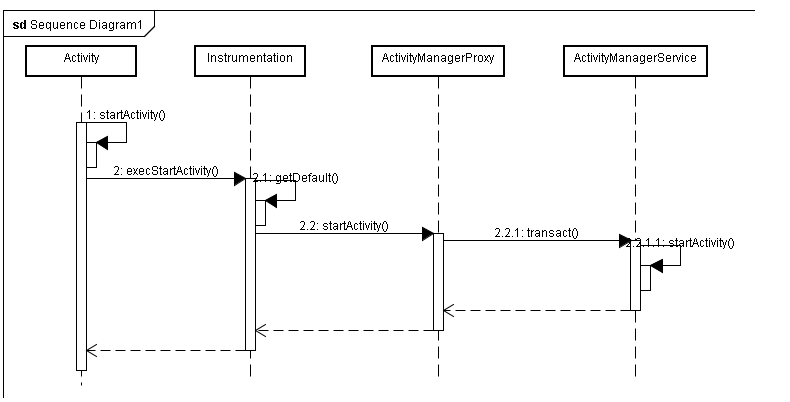 sd Sequence Diagram1
Activity
Instrumentation
ActivityManagerProxy
ActivityManagerService
1: startActivity()
2: execStartActivity()
2.1: getDefault()
2.2: startActivity()
2.2.1: transact()
2.2.1.1: startActivity()